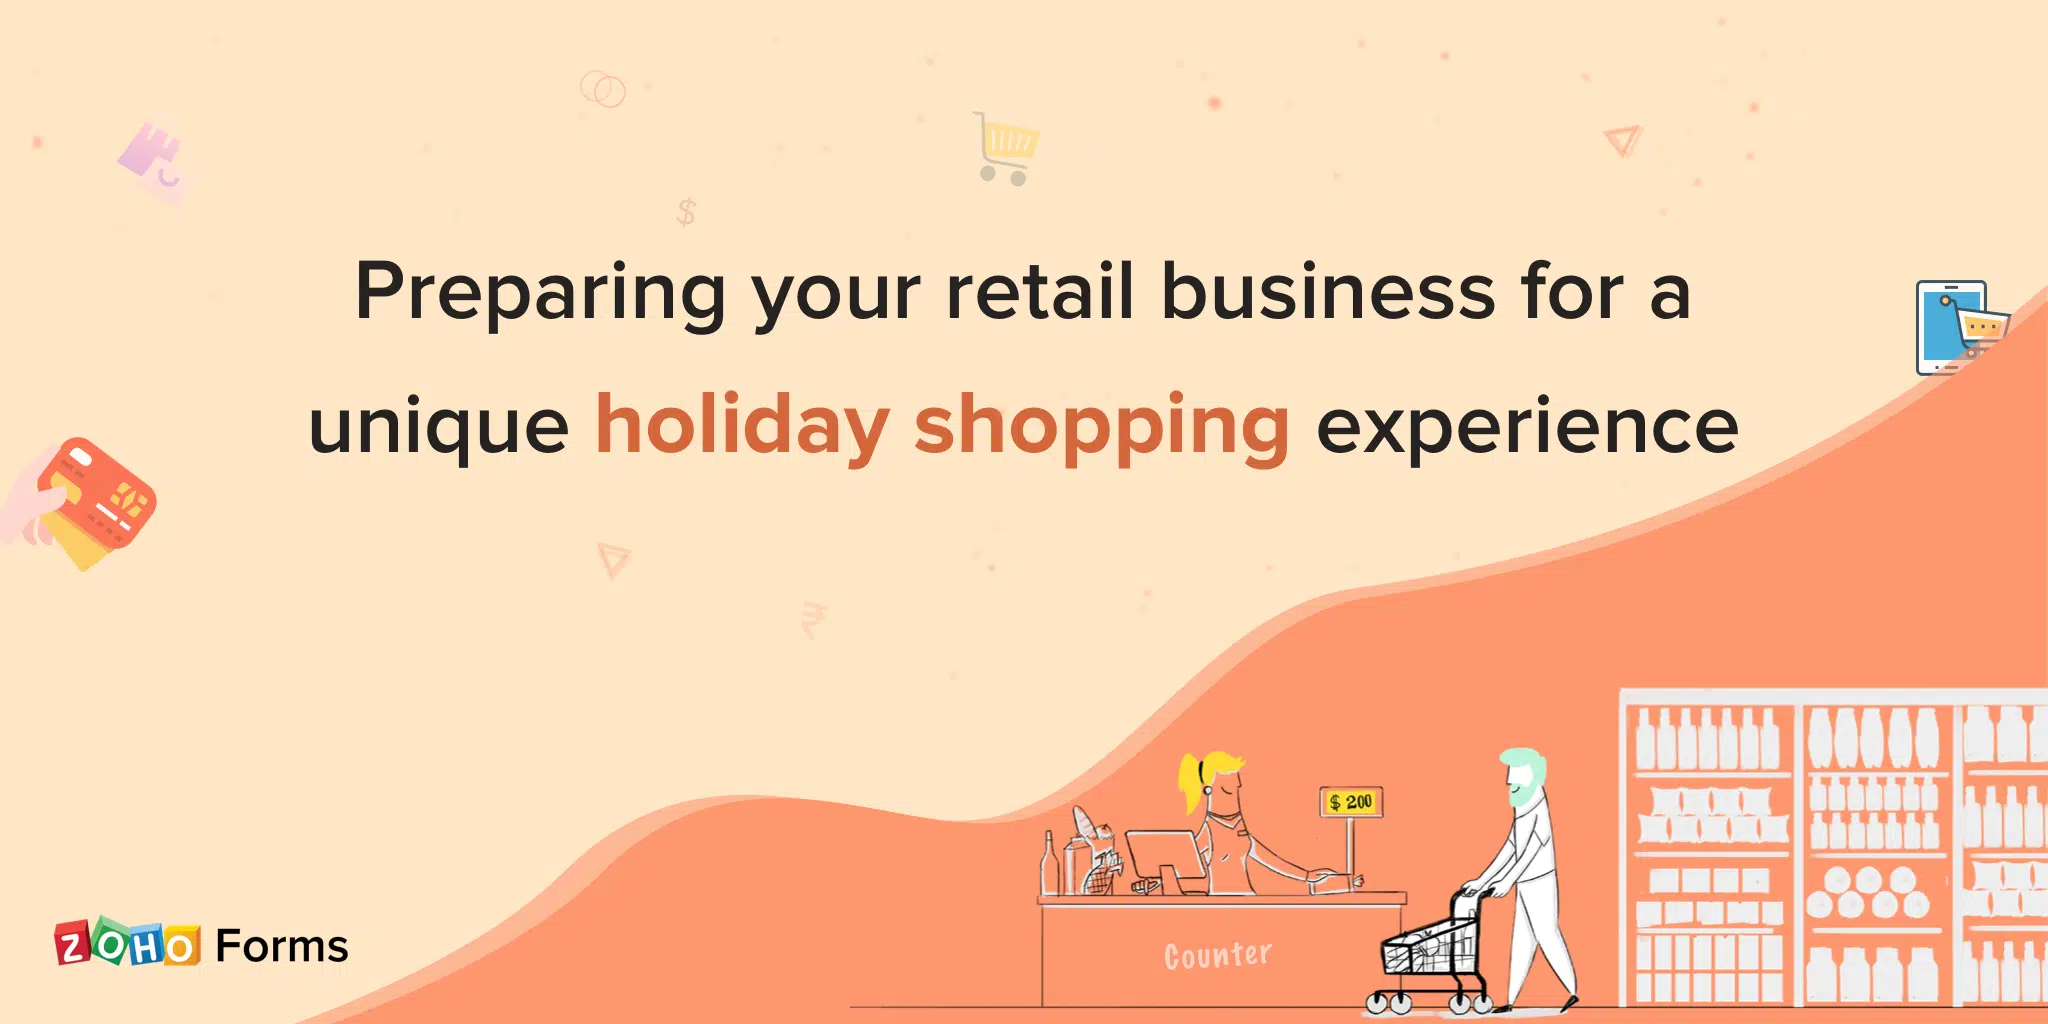 $
Preparing your retail business for a
unique holiday shopping experience
₹
$ 200
Counter
ZOHO Forms